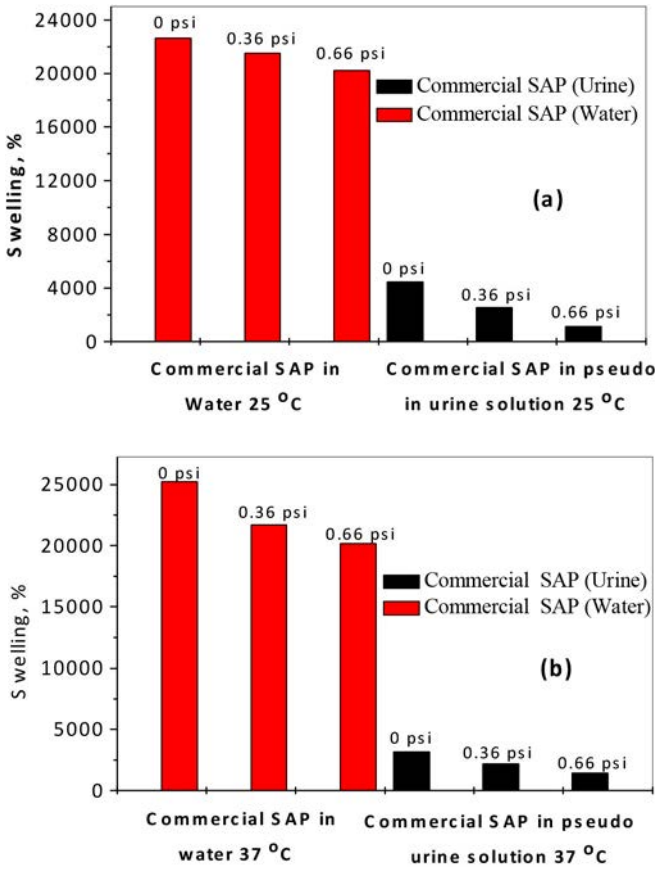 24000
20000
16000
12000
8000
4000
0
Swelling, %
0 psi
0.36 psi
0.66 psi
Commercial SAP (Urine)
Commercial SAP (Water)
(a)
0 psi
0.36 psi
0.66 psi
Commercial SAP in
Water 25 °C
Commercial SAP in pseudo
in urine solution 25 °C
25000
20000
15000
10000
5000
0
Swelling, %
0 psi
0.36 psi
0.66 psi
Commercial SAP (Urine)
Commercial SAP (Water)
(b)
0 psi
0.36 psi
0.66 psi
Commercial SAP in
water 37 °C
Commercial SAP in pseudo
urine solution 37 °C